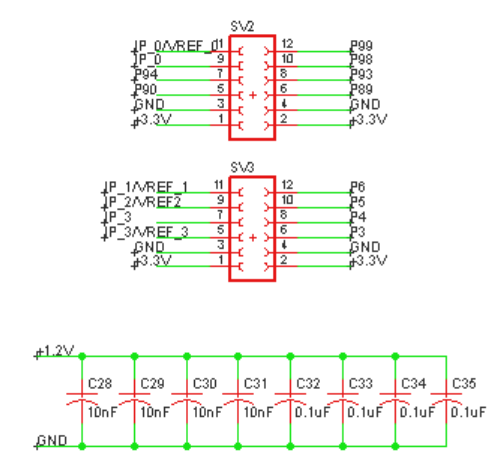 SV2
IP_0/VREF_0 11 12 P99
IP_0 9 10 P98
P94 7 8 P93
P90 5 6 P89
GND 3 4 GND
+3.3V 1 2 +3.3V
SV3
IP_1/VREF_1 11 12 P6
IP_2/VREF2 9 10 P5
IP_3 7 8 P4
IP_3/VREF_3 5 6 P3
GND 3 4 GND
+3.3V 1 2 +3.3V
+1.2V
C28 C29 C30 C31 C32 C33 C34 C35
10nF 10nF 10nF 10nF 0.1uF 0.1uF 0.1uF 0.1uF
GND